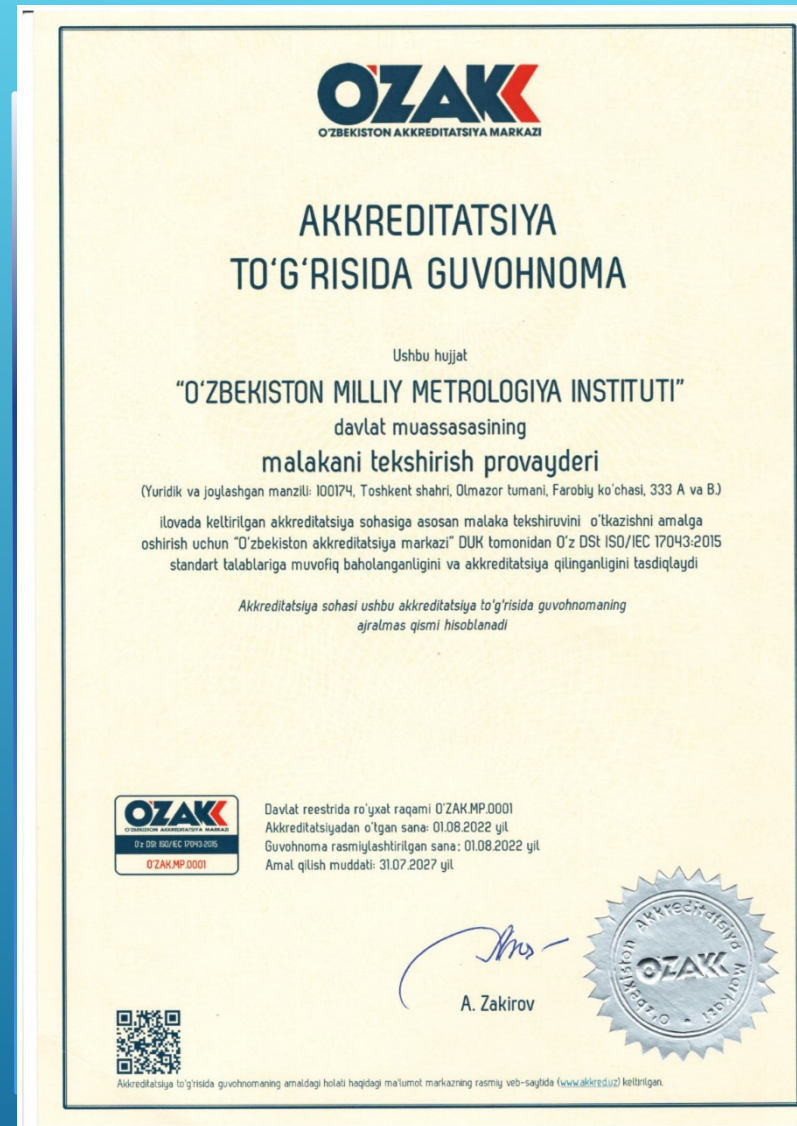 O'ZAKK
O'ZBEKISTON AKKREDITATSIYA MARKAZI
AKKREDITATSIYA
TO‘G‘RISIDA GUVOHNOMA
Ushbu hujjat
“O‘ZBEKISTON MILLIY METROLOGIYA INSTITUTI”
davlat muassasasining
malakani tekshirish provayderi
(Yuridik va joylashgan manzili: 100174, Toshkent shahri, Olmazor tumani, Farobiy ko‘chasi, 333 A va B.)
ilovada keltirilgan akkreditatsiya sohasiga asosan malaka tekshiruvini o‘tkazishni amalga
oshirish uchun “O‘zbekiston akkreditatsiya markazi” DUK tomonidan O‘z DSt ISO/IEC 17043:2015
standart talablariga muvofiq baholanganligini va akkreditatsiya qilinganligini tasdiqlaydi
Akkreditatsiya sohasi ushbu akkreditatsiya to‘g‘risida guvohnomaning
ajralmas qismi hisoblanadi
O'ZAKK
O'ZBEKISTON AKKREDITATSIYA MARKAZI
O'z DSt ISO/IEC 17043:2015
O'ZAK.MP.0001
Davlat reestrida ro‘yxat raqami O‘ZAK.MP.0001
Akkreditatsiyadan o‘tgan sana: 01.08.2022 yil
Guvohnoma rasmiylashtirilgan sana: 01.08.2022 yil
Amal qilish muddati: 31.07.2027 yil
A. Zakirov
O'zbekiston Akkreditatsiya Markazi
O'ZAKK
Akkreditatsiya to‘g‘risida guvohnomaning amaldagi holati haqidagi ma‘lumot markazning rasmiy veb-saytida (www.akkred.uz) keltirilgan.